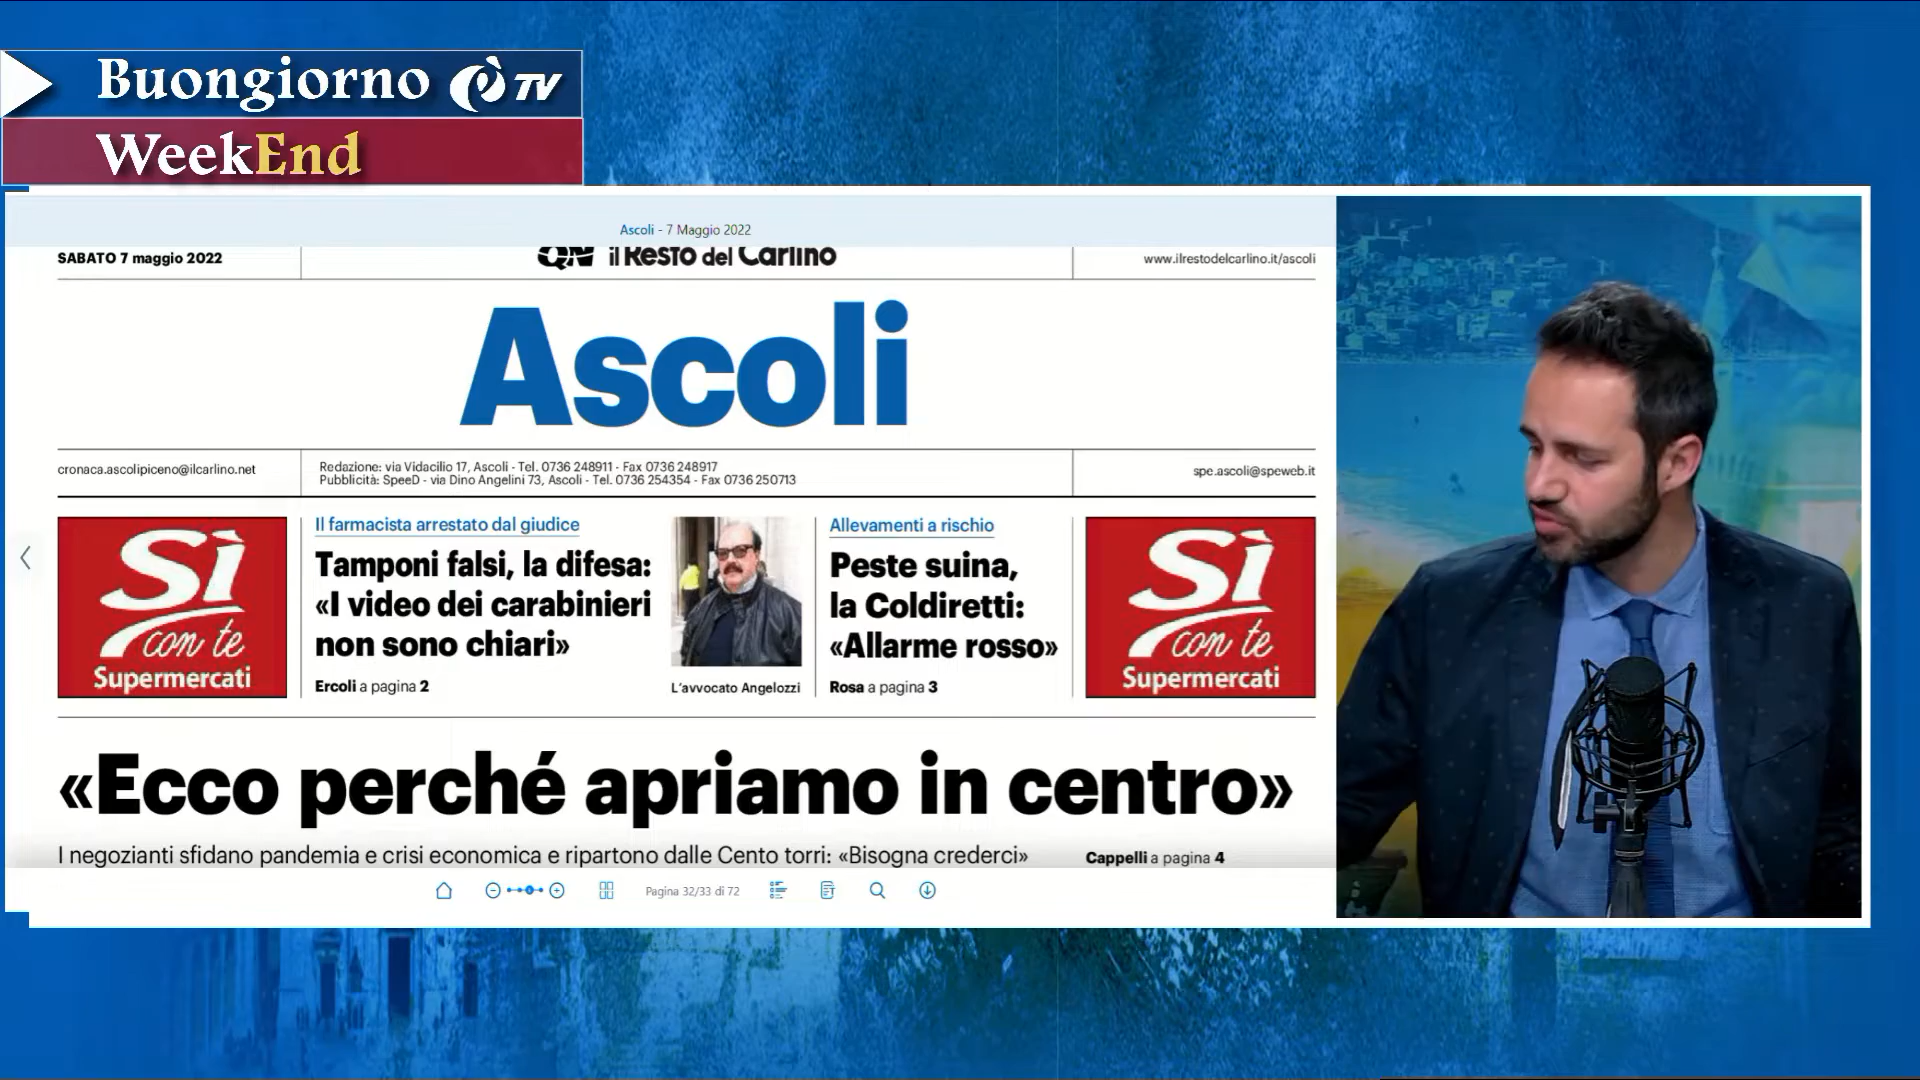 Buongiorno è TV
WeekEnd
Ascoli - 7 Maggio 2022
SABATO 7 maggio 2022
QN il Resto del Carlino
www.ilrestodelcarlino.it/ascoli
Ascoli
cronaca.ascolipiceno@ilcarlino.net
Redazione: via Vidacilio 17, Ascoli - Tel. 0736 248911 - Fax 0736 248917
Pubblicità: SpeeD - via Dino Angelini 73, Ascoli - Tel. 0736 254354 - Fax 0736 250713
spe.ascoli@speweb.it
Sì
con te
Supermercati
Il farmacista arrestato dal giudice
Tamponi falsi, la difesa:
«I video dei carabinieri
non sono chiari»
Ercoli a pagina 2
L'avvocato Angelozzi
Allevamenti a rischio
Peste suina,
la Coldiretti:
«Allarme rosso»
Rosa a pagina 3
Sì
con te
Supermercati
«Ecco perché apriamo in centro»
I negozianti sfidano pandemia e crisi economica e ripartono dalle Cento torri: «Bisogna crederci»
Cappelli a pagina 4
Pagina 32/33 di 72